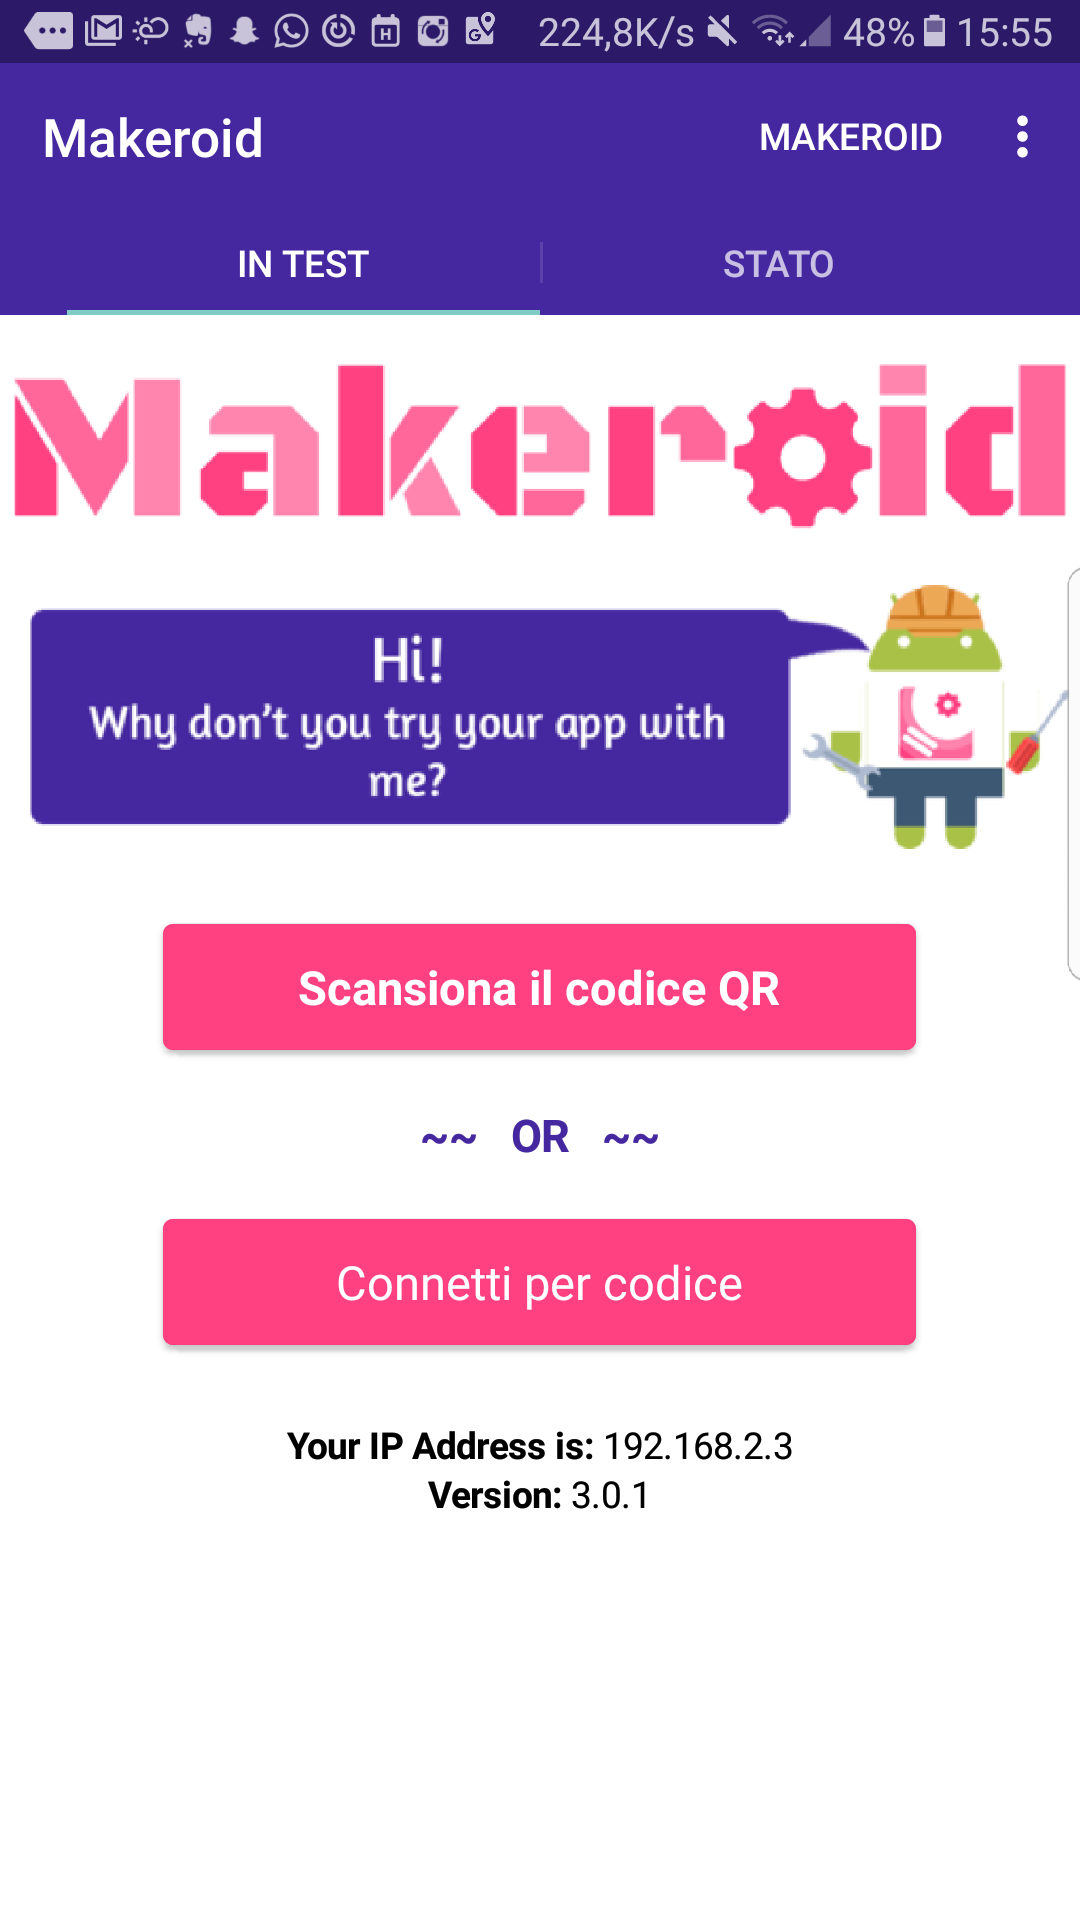 224,8K/s 48% 15:55
Makeroid MAKEROID
IN TEST STATO
Makeroid
Hi!
Why don't you try your app with
me?
Scansiona il codice QR
~~ OR ~~
Connetti per codice
Your IP Address is: 192.168.2.3
Version: 3.0.1